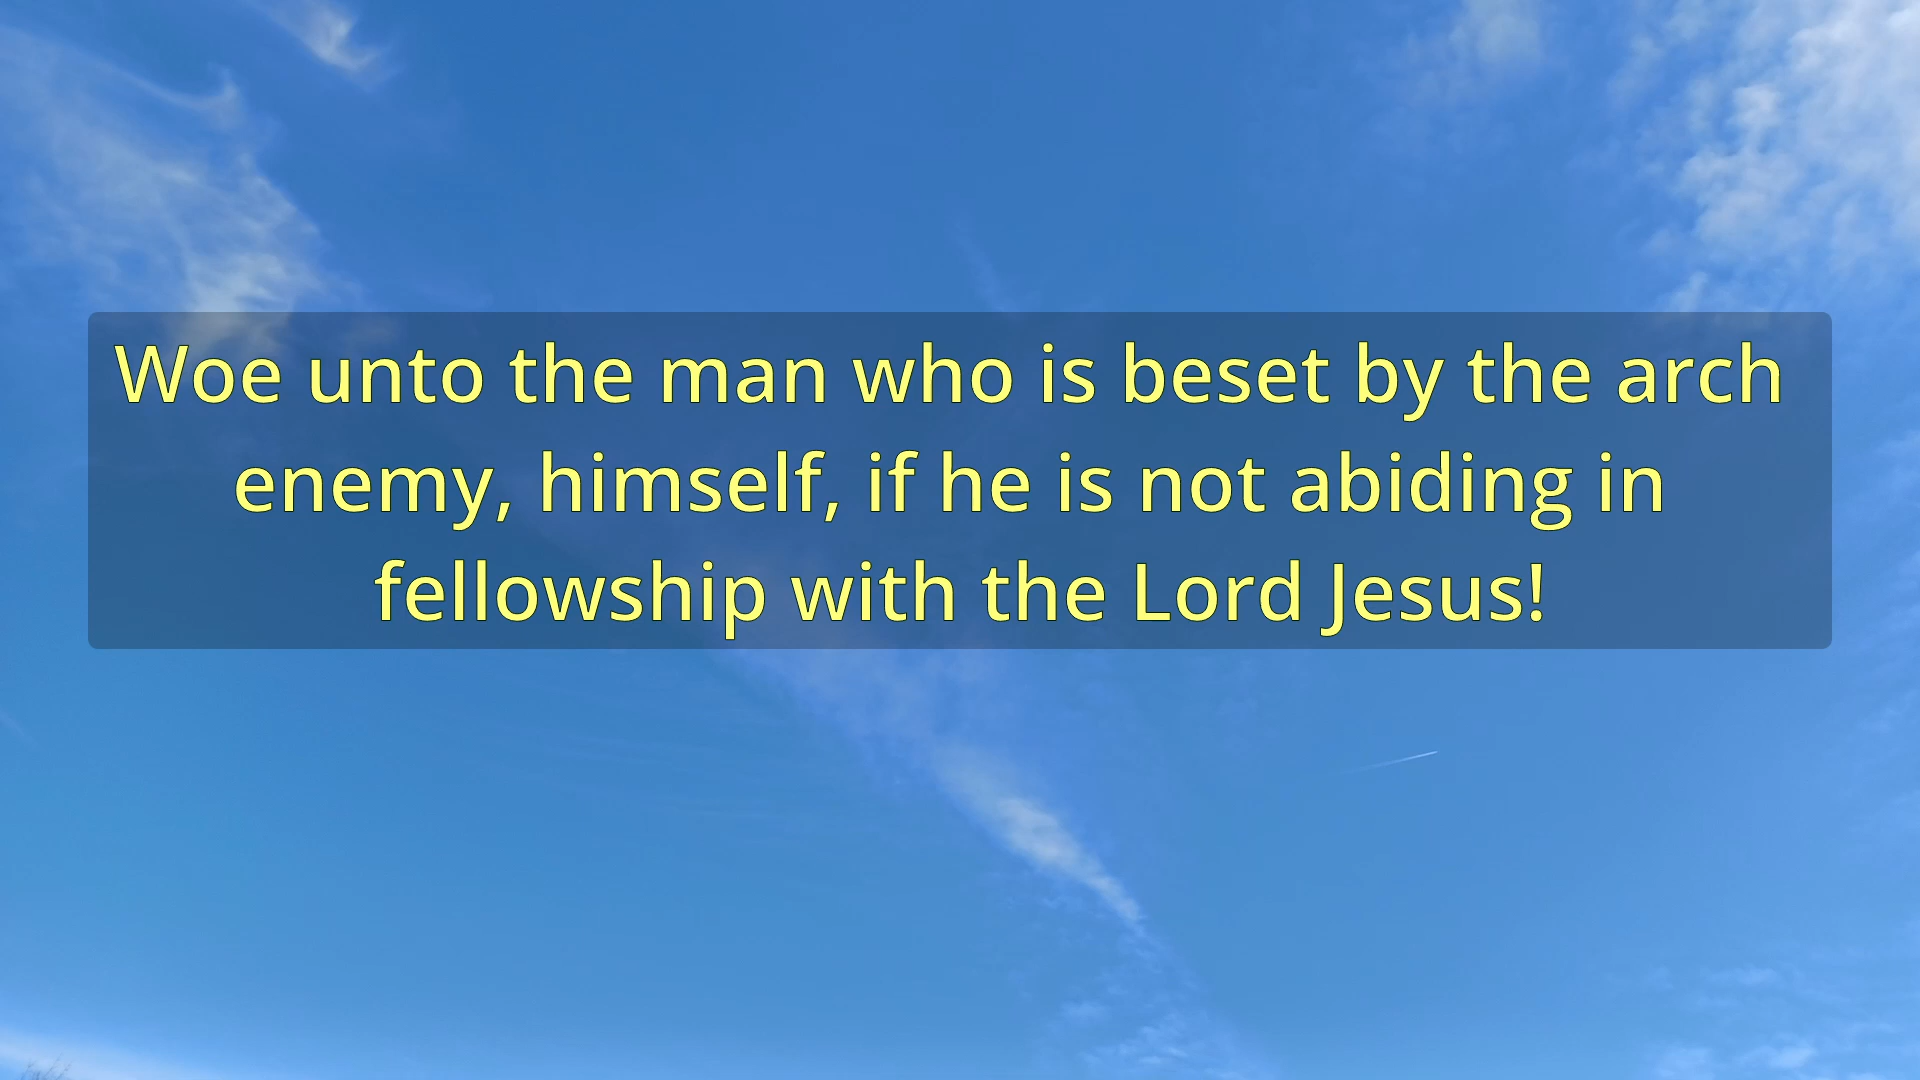 Woe unto the man who is beset by the arch
enemy, himself, if he is not abiding in
fellowship with the Lord Jesus!